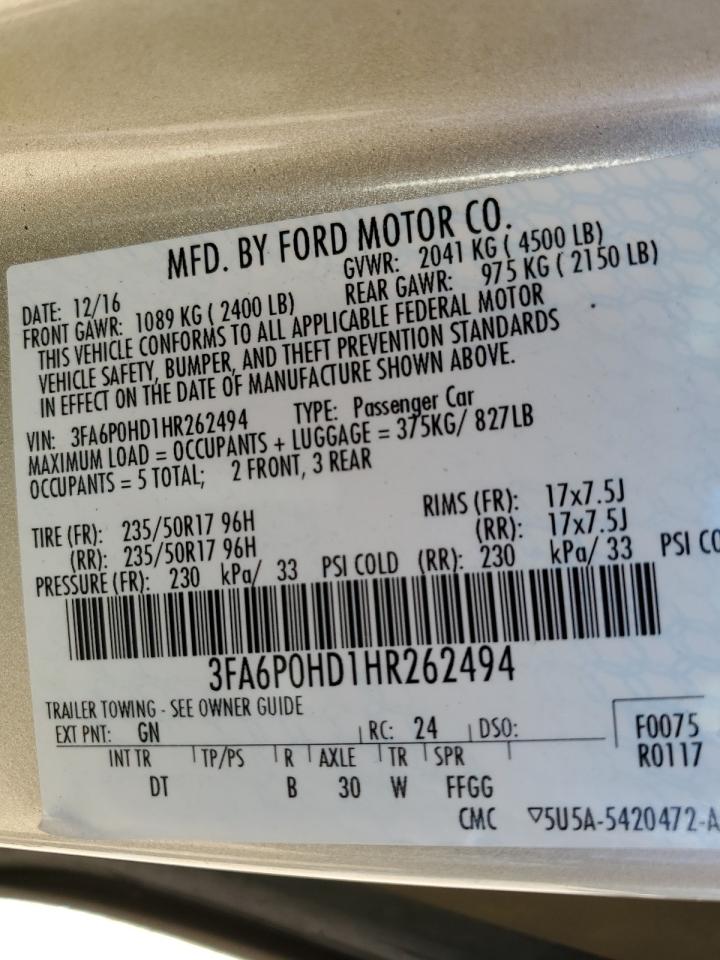 MFD. BY FORD MOTOR CO.
DATE: 12/16 GVWR: 2041 KG ( 4500 LB)
FRONT GAWR: 1089 KG ( 2400 LB) REAR GAWR: 975 KG ( 2150 LB)
THIS VEHICLE CONFORMS TO ALL APPLICABLE FEDERAL MOTOR
VEHICLE SAFETY, BUMPER, AND THEFT PREVENTION STANDARDS
IN EFFECT ON THE DATE OF MANUFACTURE SHOWN ABOVE.
VIN: 3FA6P0HD1HR262494 TYPE: Passenger Car
MAXIMUM LOAD = OCCUPANTS + LUGGAGE = 375KG/ 827LB
OCCUPANTS = 5 TOTAL; 2 FRONT, 3 REAR
TIRE (FR): 235/50R17 96H RIMS (FR): 17x7.5J
(RR): 235/50R17 96H (RR): 17x7.5J
PRESSURE (FR): 230 kPa/ 33 PSI COLD (RR): 230 kPa/ 33 PSI CO
3FA6P0HD1HR262494
TRAILER TOWING - SEE OWNER GUIDE
EXT PNT: GN RC: 24 DSO: F0075
INT TR TP/PS R AXLE TR SPR R0117
DT B 30 W FFGG
CMC ▽5U5A-5420472-A